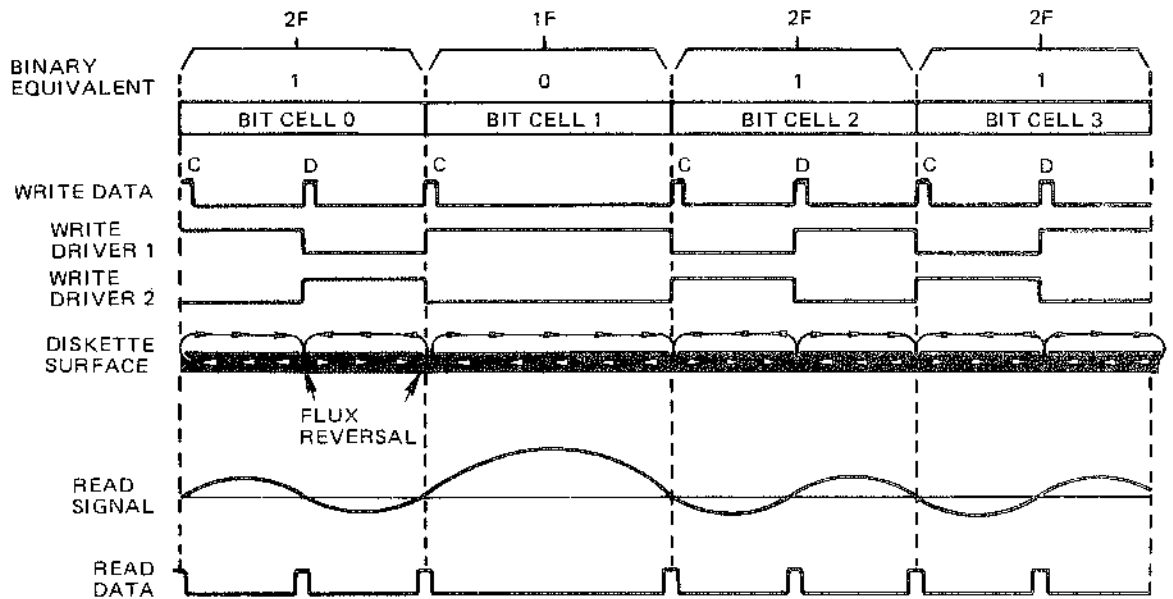 2F 1F 2F 2F
BINARY
EQUIVALENT
1 0 1 1
BIT CELL 0 BIT CELL 1 BIT CELL 2 BIT CELL 3
C D C C D C D
WRITE DATA
WRITE
DRIVER 1
WRITE
DRIVER 2
DISKETTE
SURFACE
FLUX
REVERSAL
READ
SIGNAL
READ
DATA